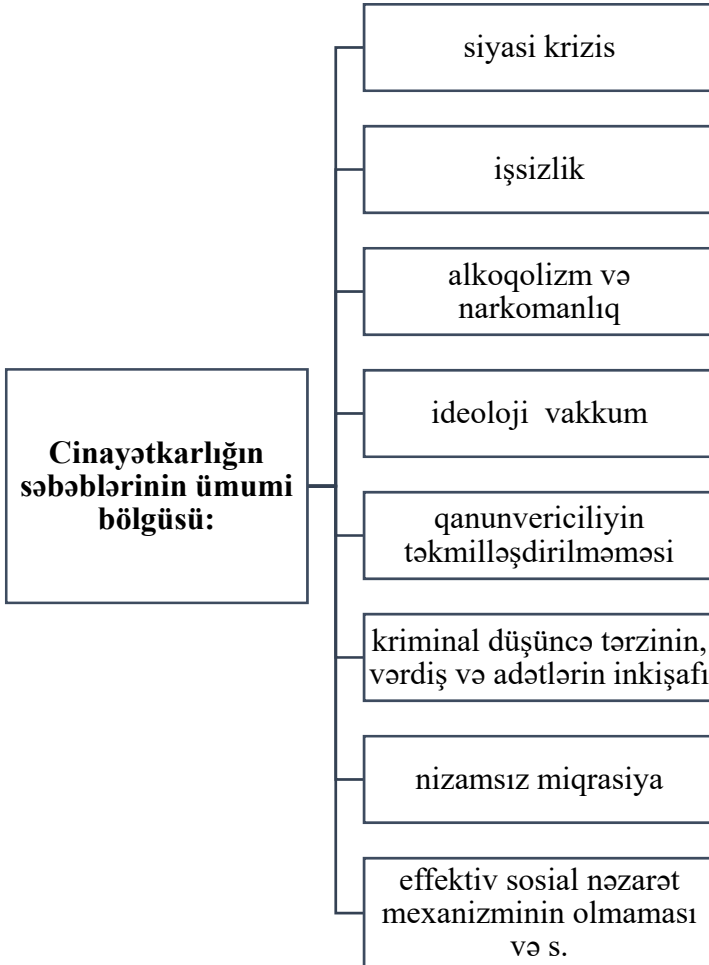 siyasi krizis
işsizlik
alkoqolizm və
narkomanlıq
ideoloji vakkum
Cinayətkarlığın
səbəblərinin ümumi
bölgüsü:
qanunvericiliyin
təkmilləşdirilməməsi
kriminal düşüncə tərzinin,
vərdiş və adətlərin inkişafı
nizamsız miqrasiya
effektiv sosial nəzarət
mexanizminin olmaması
və s.